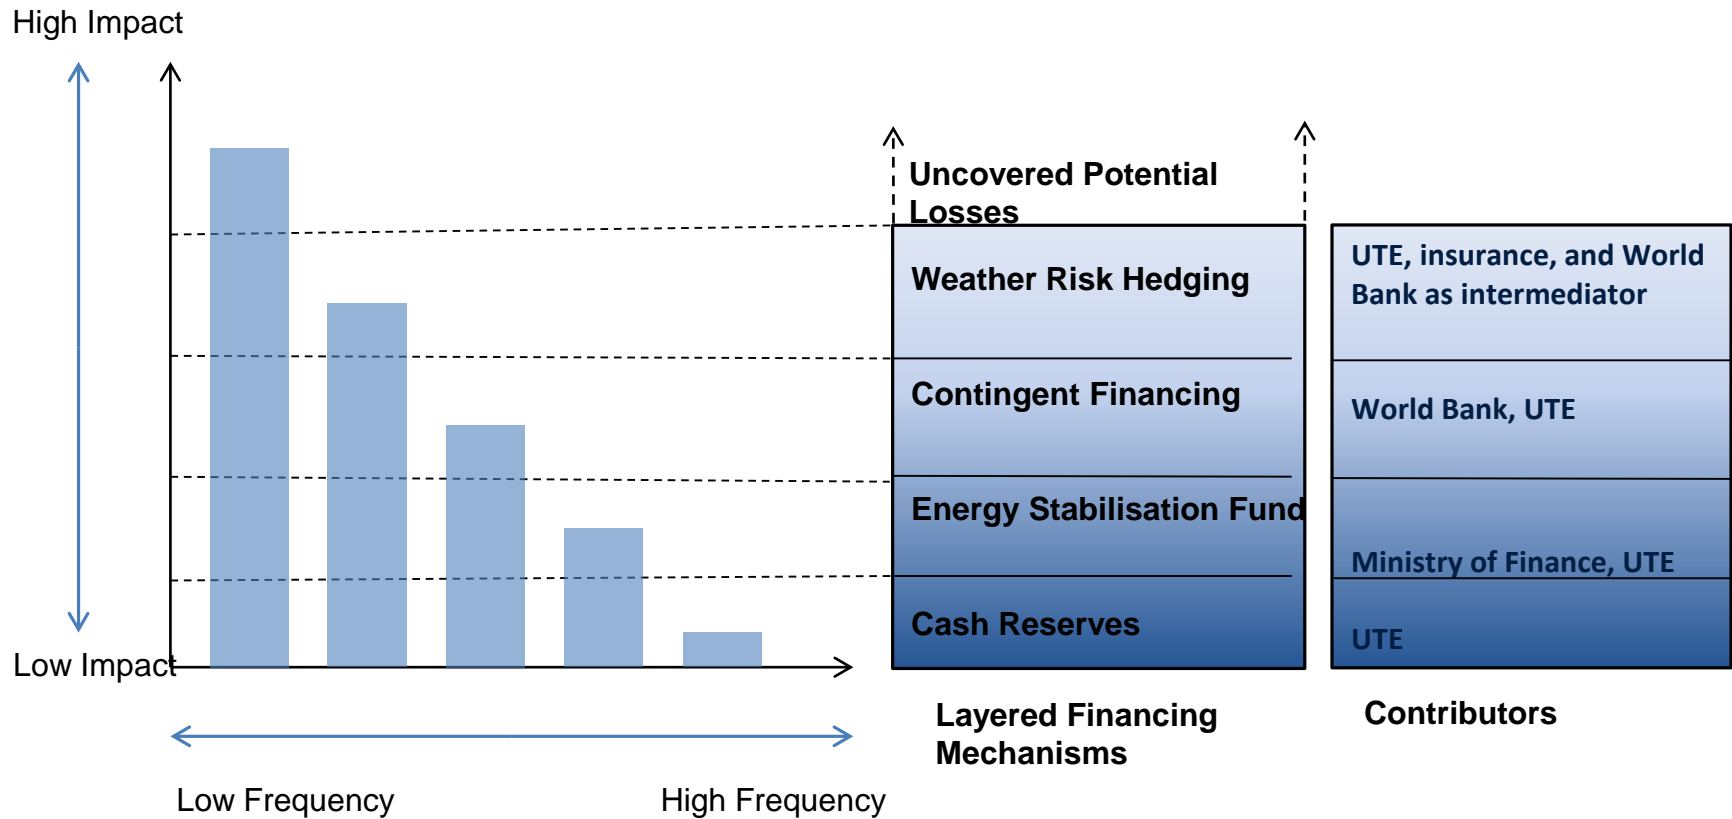 High Impact
Low Impact
Low Frequency
High Frequency
Uncovered Potential
Losses
Weather Risk Hedging
Contingent Financing
Energy Stabilisation Fund
Cash Reserves
Layered Financing
Mechanisms
UTE, insurance, and World
Bank as intermediator
World Bank, UTE
Ministry of Finance, UTE
UTE
Contributors